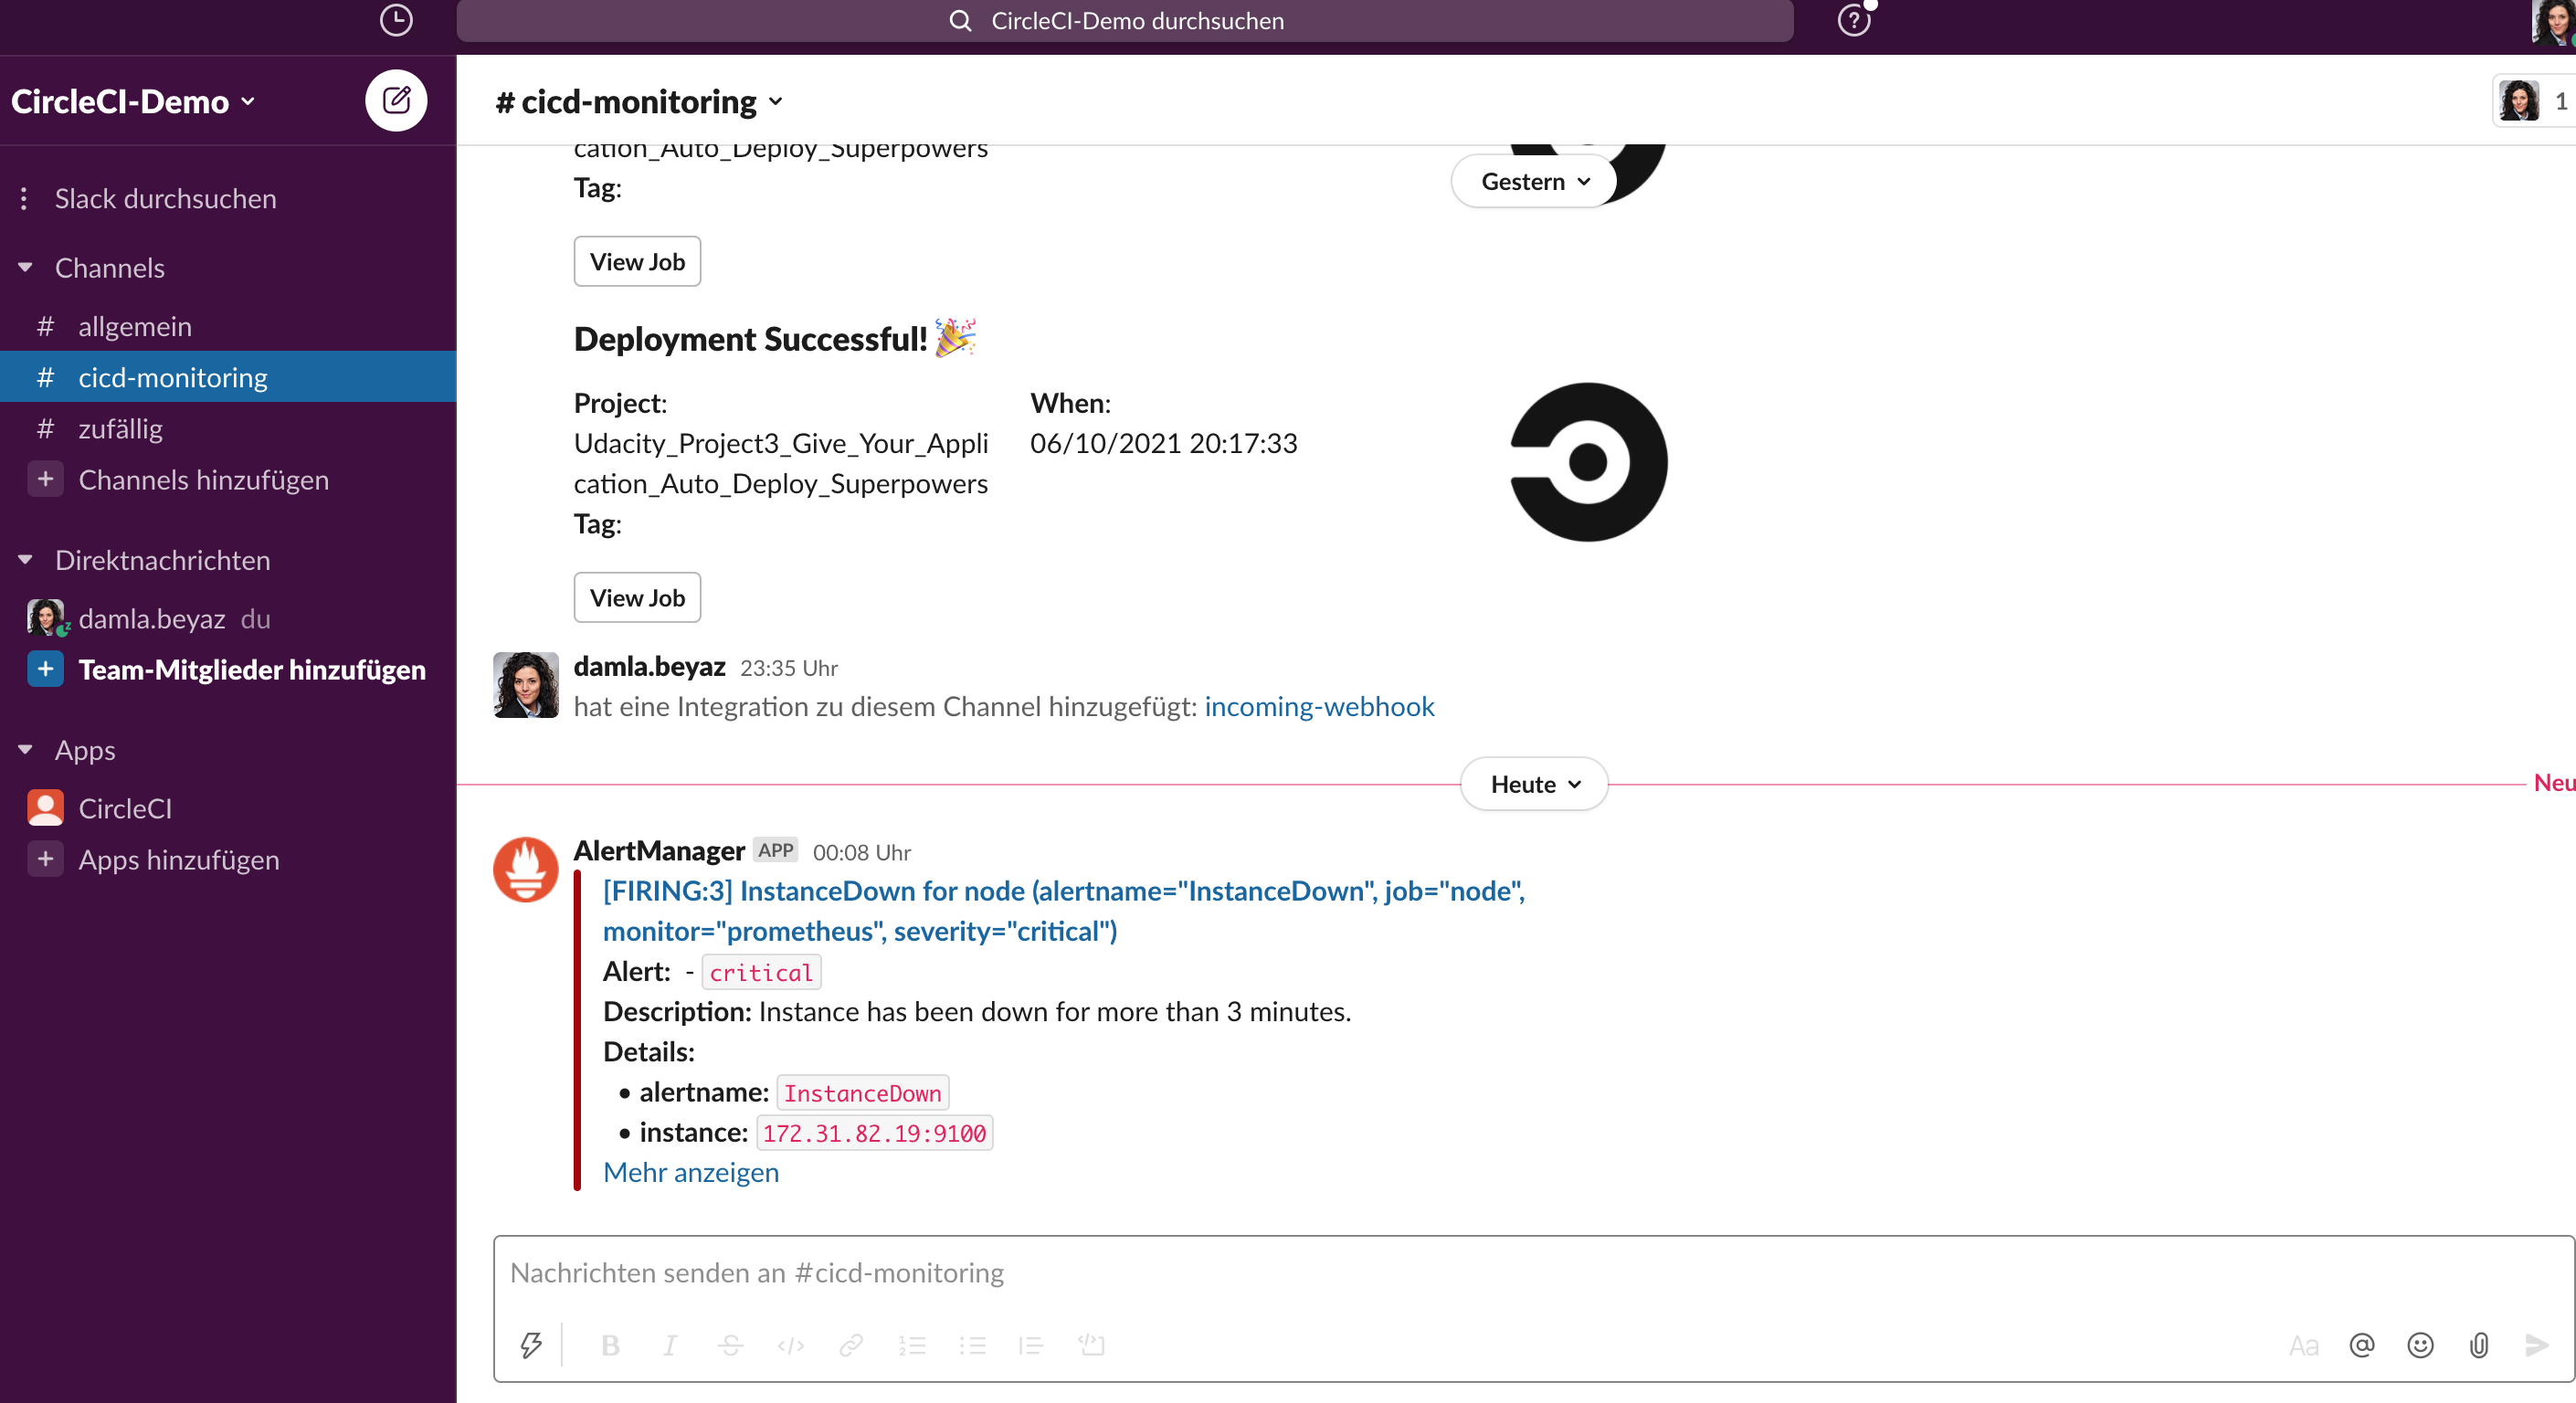 CircleCI-Demo durchsuchen
CircleCI-Demo
Slack durchsuchen
Channels
# allgemein
# cicd-monitoring
# zufällig
+ Channels hinzufügen
Direktnachrichten
damla.beyaz du
+ Team-Mitglieder hinzufügen
Apps
CircleCI
+ Apps hinzufügen
# cicd-monitoring
1
cation_Auto_Deploy_Superpowers
Tag:
Gestern
View Job
Deployment Successful! 🎉
Project: When:
Udacity_Project3_Give_Your_Appli 06/10/2021 20:17:33
cation_Auto_Deploy_Superpowers
Tag:
View Job
damla.beyaz 23:35 Uhr
hat eine Integration zu diesem Channel hinzugefügt: incoming-webhook
Heute
Neu
AlertManager APP 00:08 Uhr
[FIRING:3] InstanceDown for node (alertname="InstanceDown", job="node",
monitor="prometheus", severity="critical")
Alert: - critical
Description: Instance has been down for more than 3 minutes.
Details:
• alertname: InstanceDown
• instance: 172.31.82.19:9100
Mehr anzeigen
Nachrichten senden an #cicd-monitoring
B I S </> Aa @